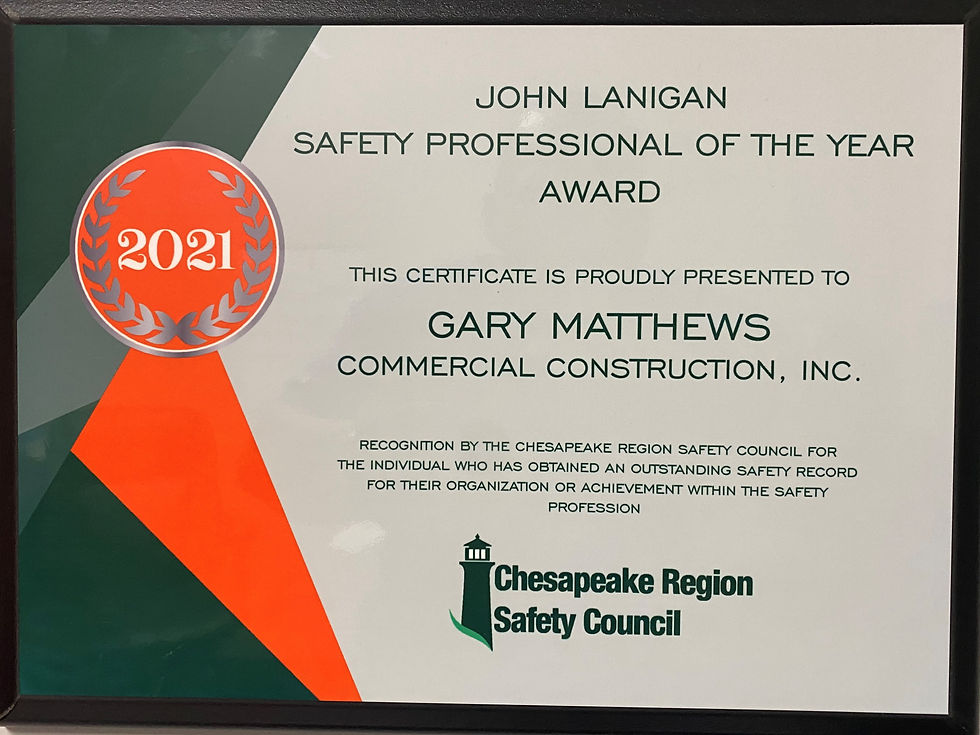 JOHN LANIGAN
SAFETY PROFESSIONAL OF THE YEAR
AWARD
2021
THIS CERTIFICATE IS PROUDLY PRESENTED TO
GARY MATTHEWS
COMMERCIAL CONSTRUCTION, INC.
RECOGNITION BY THE CHESAPEAKE REGION SAFETY COUNCIL FOR
THE INDIVIDUAL WHO HAS OBTAINED AN OUTSTANDING SAFETY RECORD
FOR THEIR ORGANIZATION OR ACHIEVEMENT WITHIN THE SAFETY
PROFESSION
Chesapeake Region
Safety Council